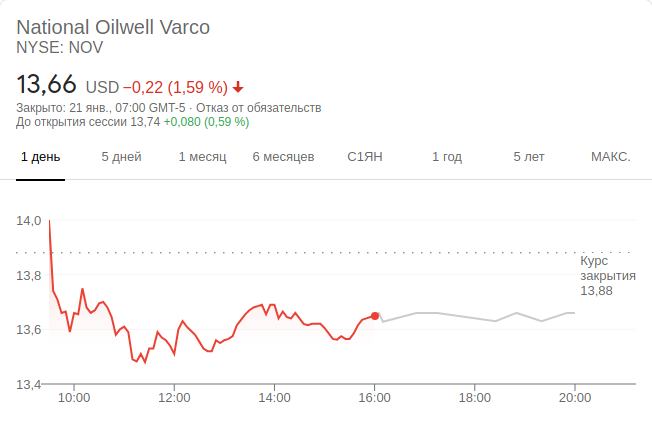 National Oilwell Varco
NYSE: NOV
13,66 USD −0,22 (1,59 %)
Закрыто: 21 янв., 07:00 GMT-5 · Отказ от обязательств
До открытия сессии 13,74 +0,080 (0,59 %)
1 день 5 дней 1 месяц 6 месяцев С1ЯН 1 год 5 лет МАКС.
14,0
Курс
закрытия
13,88
13,8
13,6
13,4
10:00 12:00 14:00 16:00 18:00 20:00